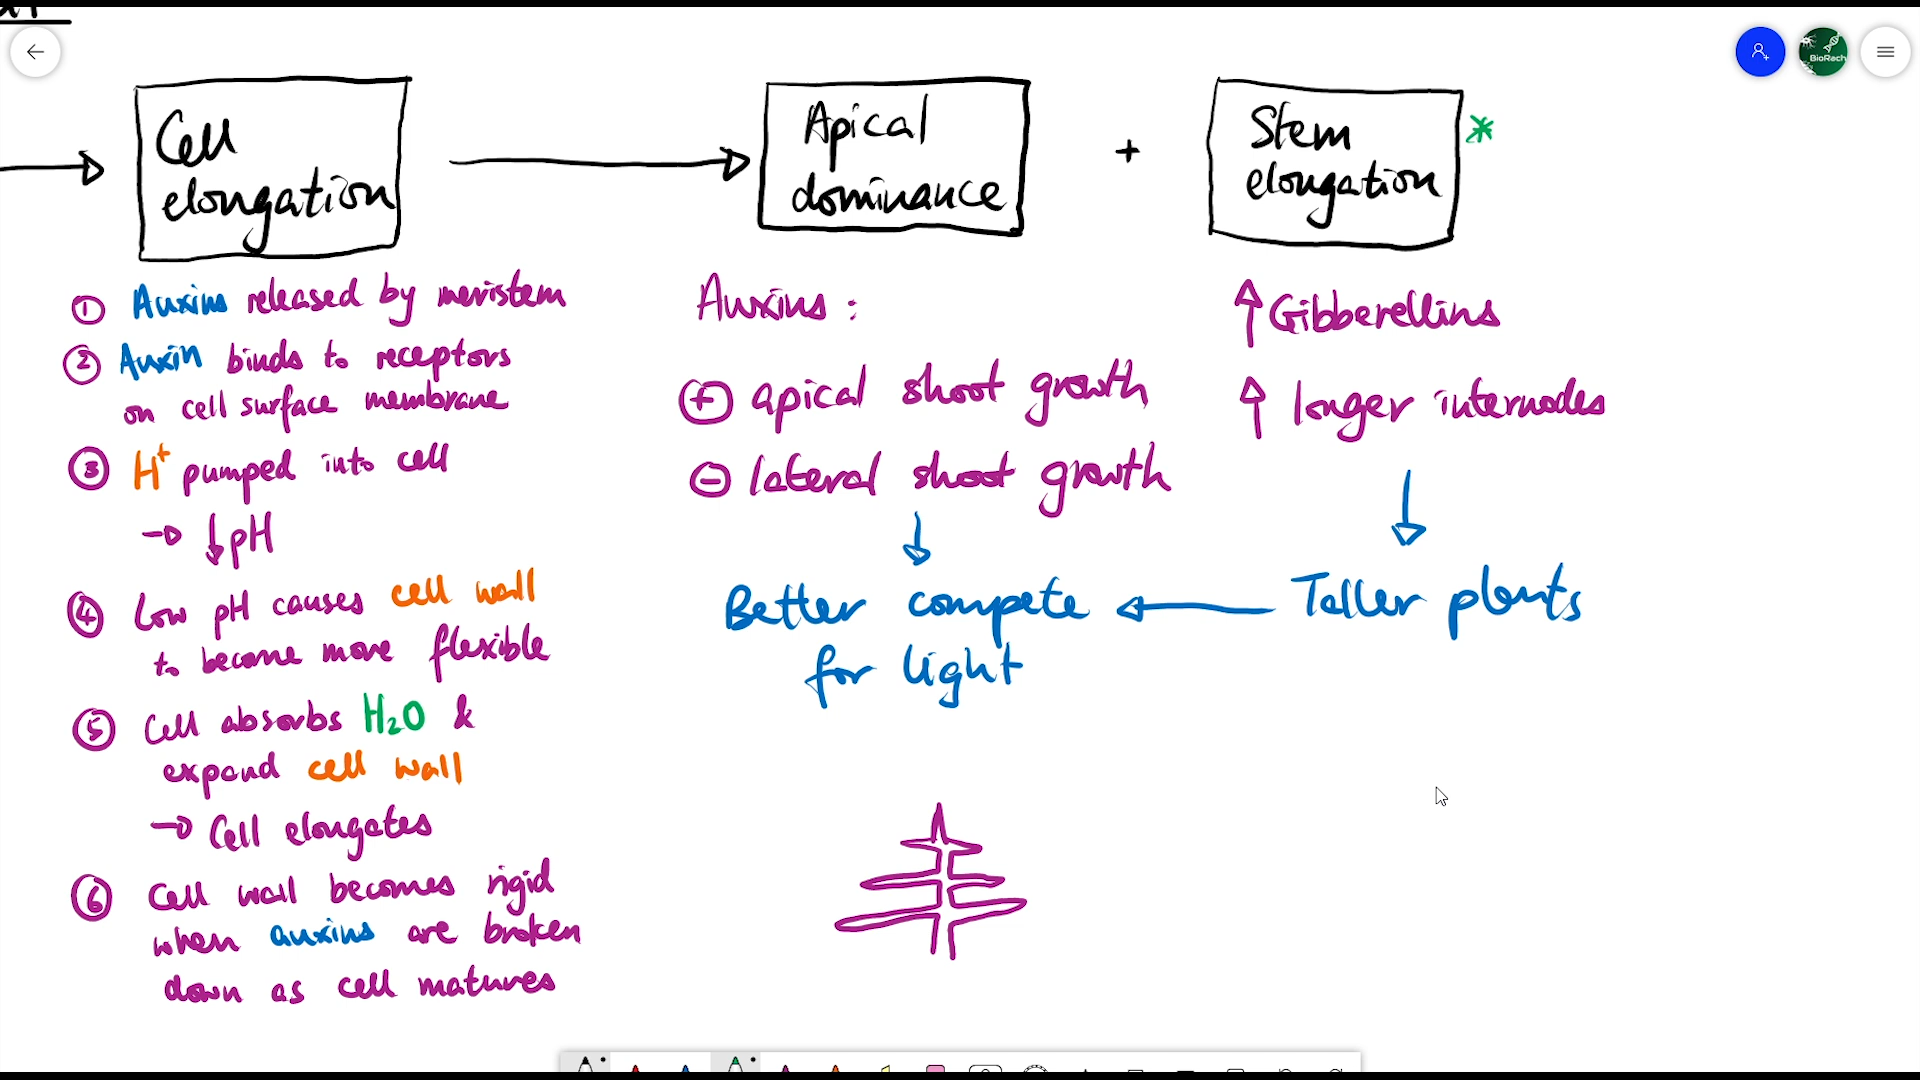 BioRach
Cell
elongation
Apical
dominance
+
Stem
elongation
*
① Auxins released by meristem
② Auxin binds to receptors
on cell surface membrane
③ H⁺ pumped into cell
→ ↓pH
④ Low pH causes cell wall
to become more flexible
⑤ Cell absorbs H₂O &
expand cell wall
→ Cell elongates
⑥ Cell wall becomes rigid
when auxins are broken
down as cell matures
Auxins:
⊕ apical shoot growth
⊖ lateral shoot growth
↓
Better compete
for light
↑ Gibberellins
↑ longer internodes
↓
← Taller plants